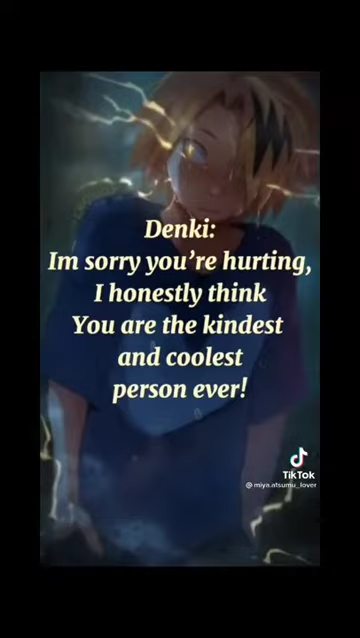 Denki:
Im sorry you're hurting,
I honestly think
You are the kindest
and coolest
person ever!
TikTok
@ miya.atsumu_lover